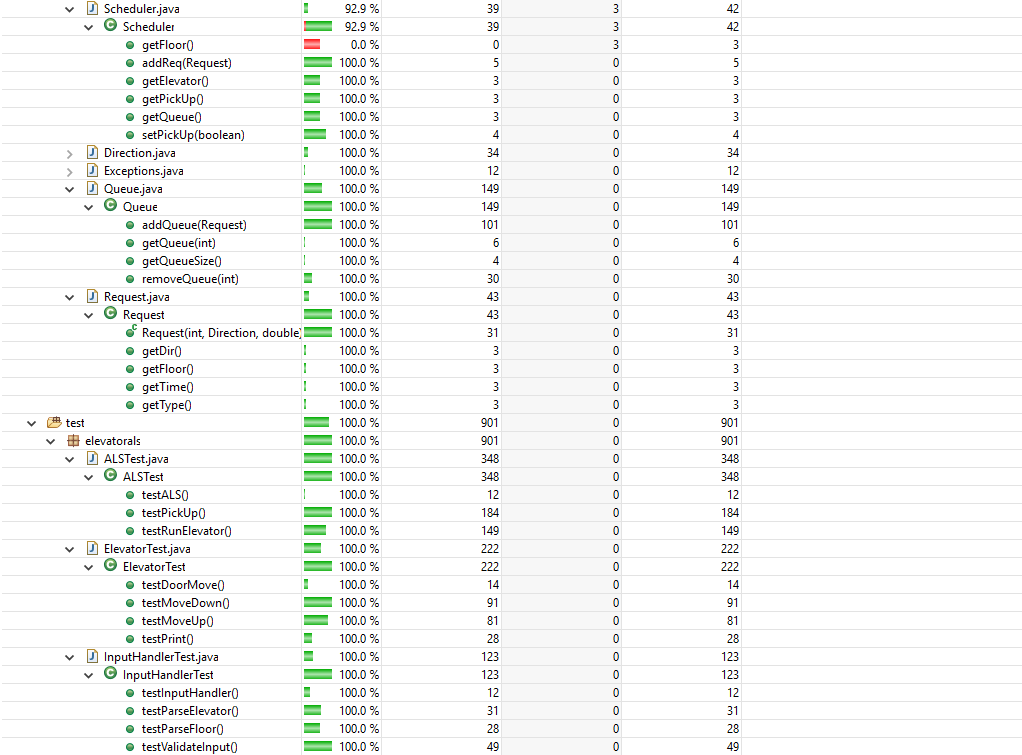 Scheduler.java 92.9 % 39 3 42
Scheduler 92.9 % 39 3 42
getFloor() 0.0 % 0 3 3
addReq(Request) 100.0 % 5 0 5
getElevator() 100.0 % 3 0 3
getPickUp() 100.0 % 3 0 3
getQueue() 100.0 % 3 0 3
setPickUp(boolean) 100.0 % 4 0 4
Direction.java 100.0 % 34 0 34
Exceptions.java 100.0 % 12 0 12
Queue.java 100.0 % 149 0 149
Queue 100.0 % 149 0 149
addQueue(Request) 100.0 % 101 0 101
getQueue(int) 100.0 % 6 0 6
getQueueSize() 100.0 % 4 0 4
removeQueue(int) 100.0 % 30 0 30
Request.java 100.0 % 43 0 43
Request 100.0 % 43 0 43
Request(int, Direction, double) 100.0 % 31 0 31
getDir() 100.0 % 3 0 3
getFloor() 100.0 % 3 0 3
getTime() 100.0 % 3 0 3
getType() 100.0 % 3 0 3
test 100.0 % 901 0 901
elevatorals 100.0 % 901 0 901
ALSTest.java 100.0 % 348 0 348
ALSTest 100.0 % 348 0 348
testALS() 100.0 % 12 0 12
testPickUp() 100.0 % 184 0 184
testRunElevator() 100.0 % 149 0 149
ElevatorTest.java 100.0 % 222 0 222
ElevatorTest 100.0 % 222 0 222
testDoorMove() 100.0 % 14 0 14
testMoveDown() 100.0 % 91 0 91
testMoveUp() 100.0 % 81 0 81
testPrint() 100.0 % 28 0 28
InputHandlerTest.java 100.0 % 123 0 123
InputHandlerTest 100.0 % 123 0 123
testInputHandler() 100.0 % 12 0 12
testParseElevator() 100.0 % 31 0 31
testParseFloor() 100.0 % 28 0 28
testValidateInput() 100.0 % 49 0 49